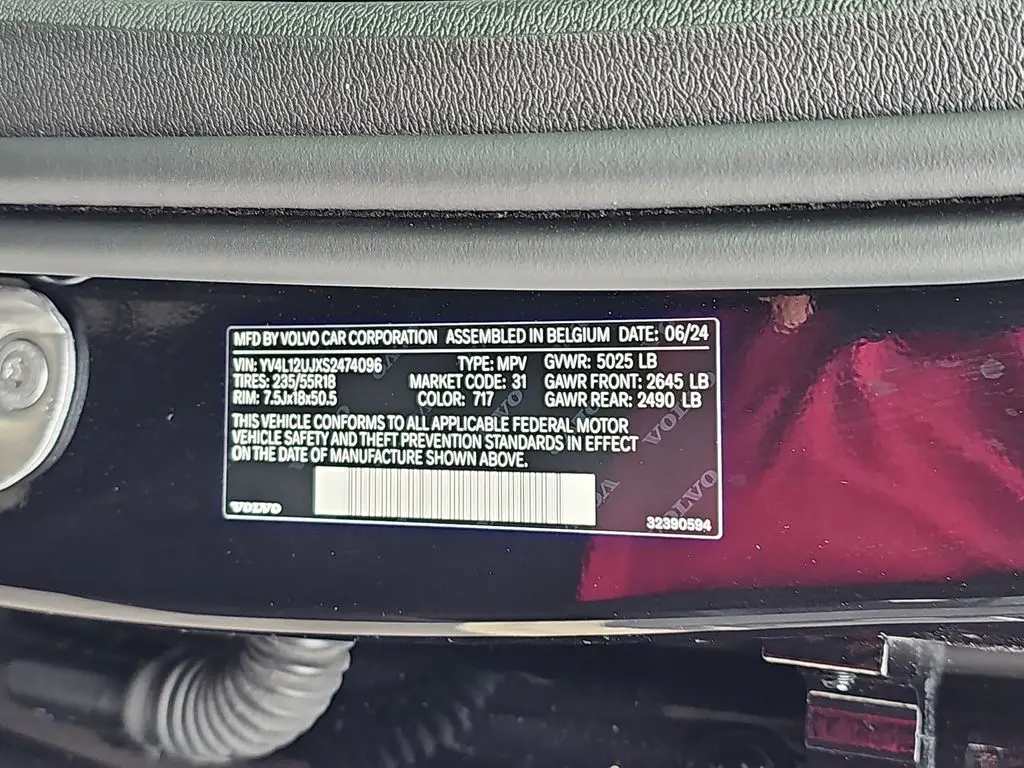 MFD BY VOLVO CAR CORPORATION ASSEMBLED IN BELGIUM DATE: 06/24
VIN: YV4L12UJXS2474096 TYPE: MPV GVWR: 5025 LB
TIRES: 235/55R18 MARKET CODE: 31 GAWR FRONT: 2645 LB
RIM: 7.5Jx18x50.5 COLOR: 717 GAWR REAR: 2490 LB
THIS VEHICLE CONFORMS TO ALL APPLICABLE FEDERAL MOTOR
VEHICLE SAFETY AND THEFT PREVENTION STANDARDS IN EFFECT
ON THE DATE OF MANUFACTURE SHOWN ABOVE.
VOLVO 32390594